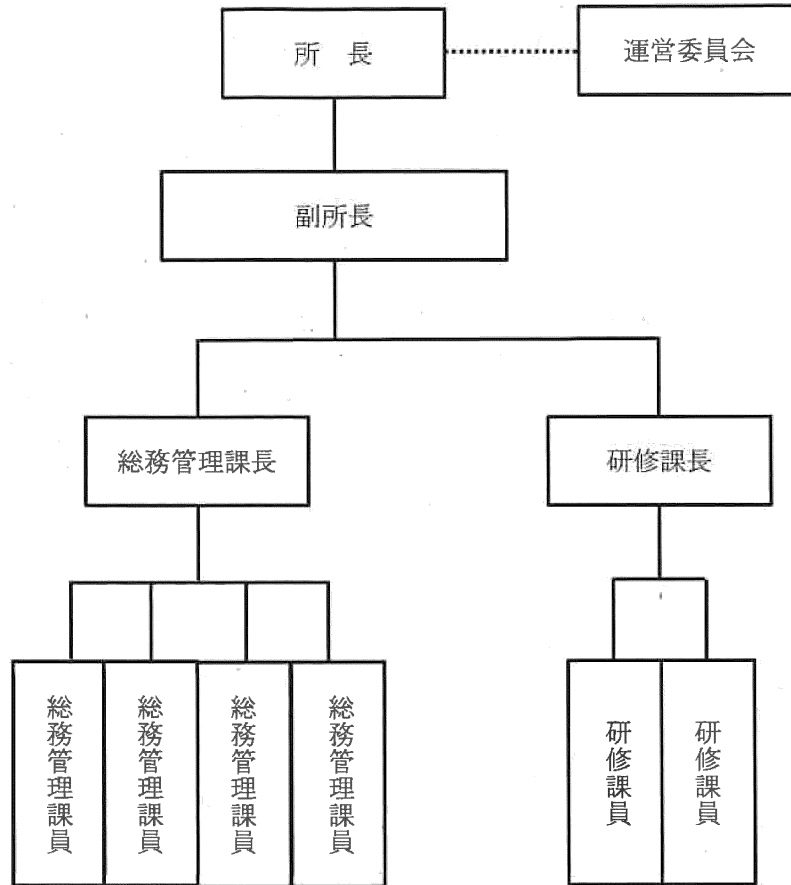 所　長
運営委員会
副所長
総務管理課長
研修課長
総務管理課員
総務管理課員
総務管理課員
総務管理課員
研修課員
研修課員